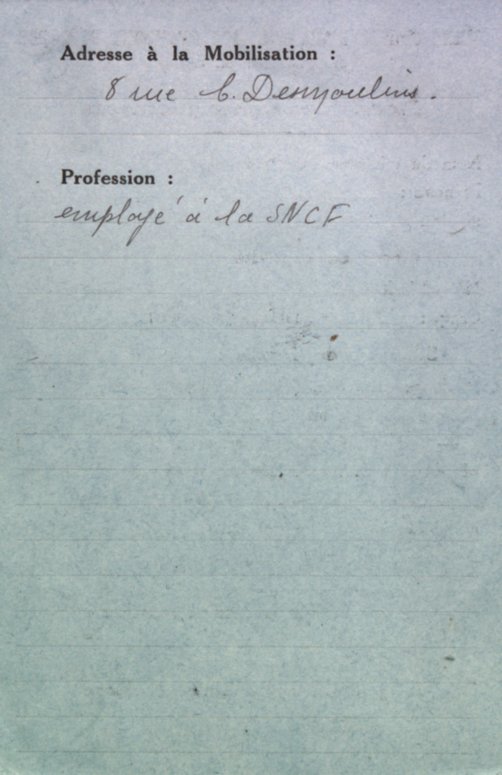 Adresse à la Mobilisation :
8 rue C. Desmoulins.
Profession :
employé à la SNCF